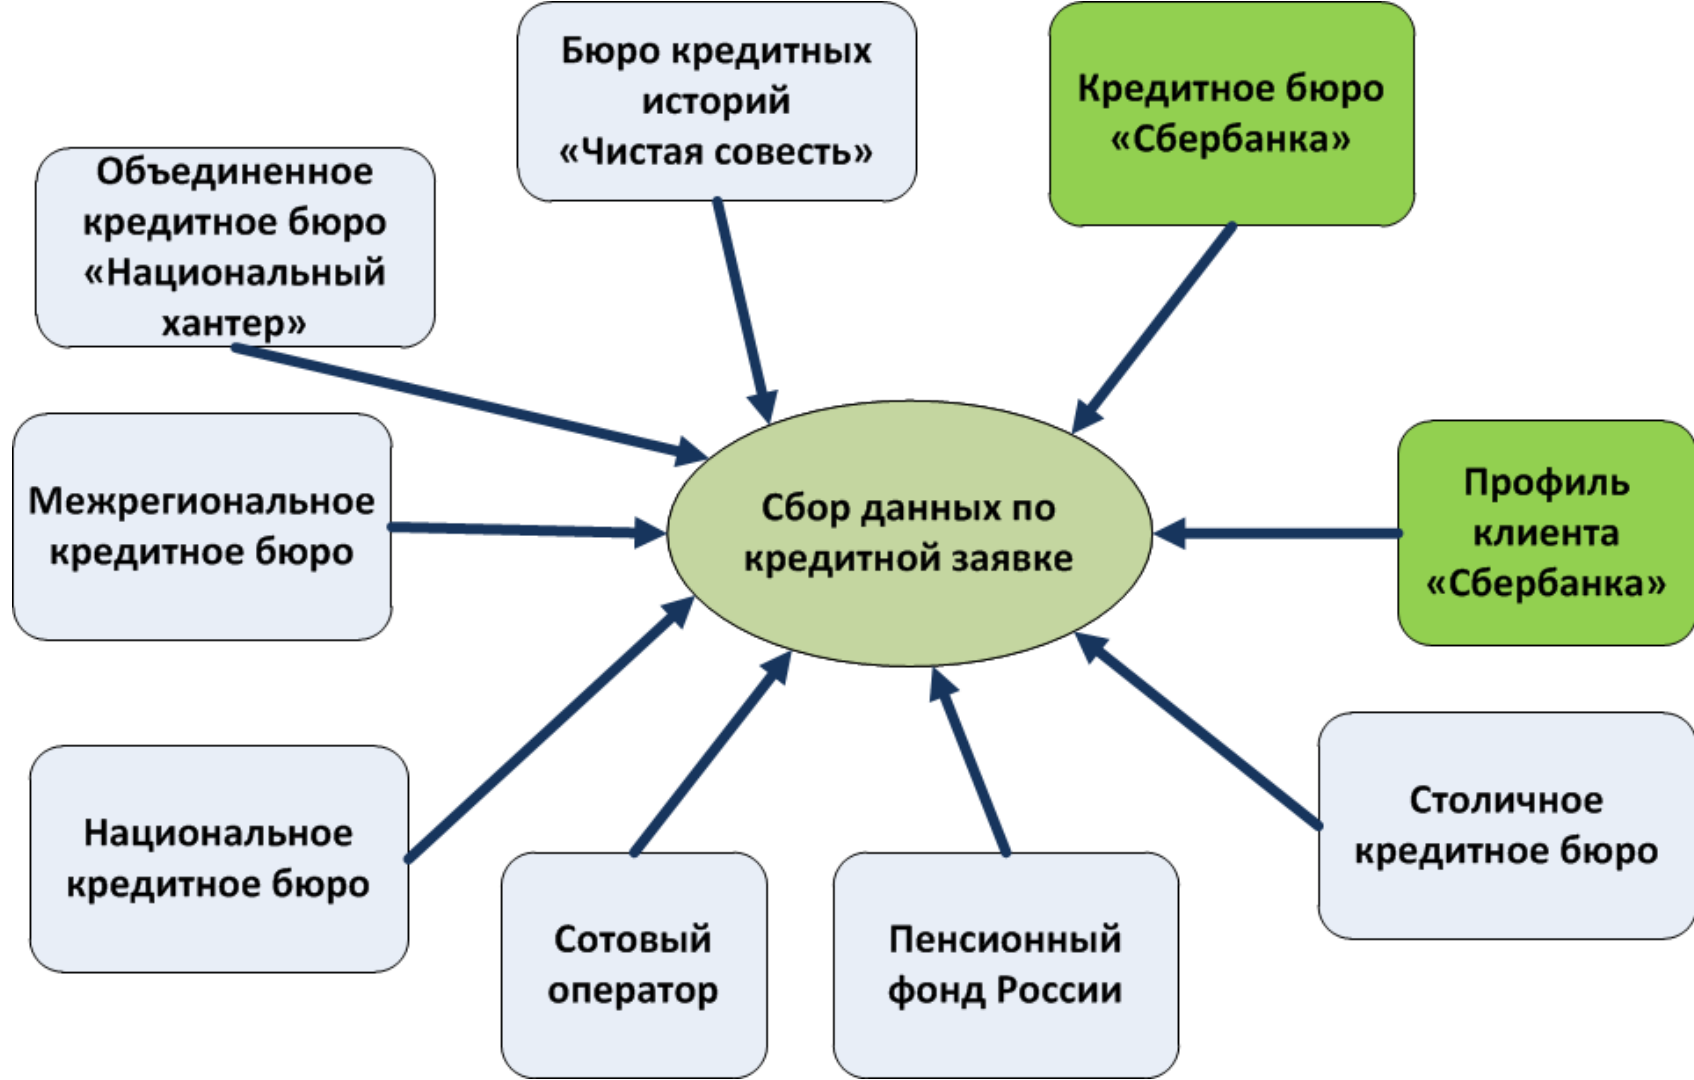 Бюро кредитных
историй
«Чистая совесть»
Кредитное бюро
«Сбербанка»
Объединенное
кредитное бюро
«Национальный
хантер»
Межрегиональное
кредитное бюро
Сбор данных по
кредитной заявке
Профиль
клиента
«Сбербанка»
Национальное
кредитное бюро
Сотовый
оператор
Пенсионный
фонд России
Столичное
кредитное бюро